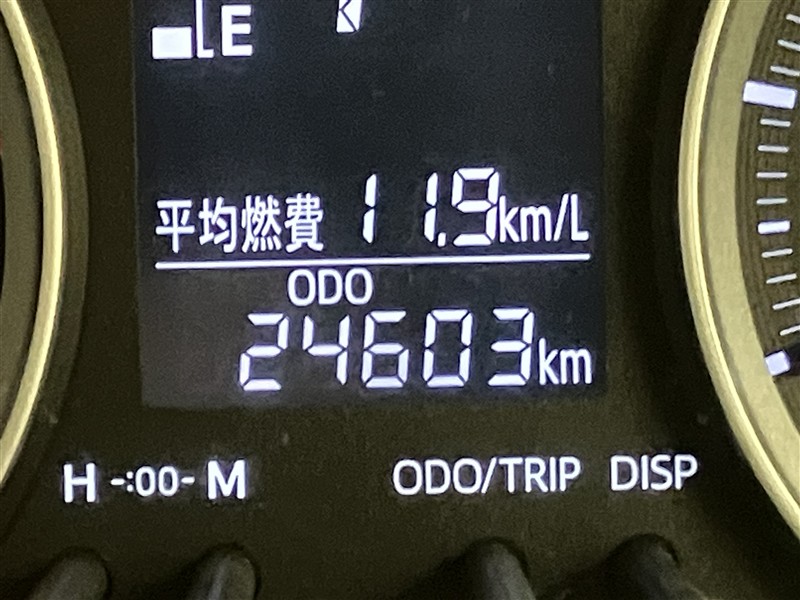 E
平均燃費 11.9km/L
ODO
24603km
H -:00- M ODO/TRIP DISP